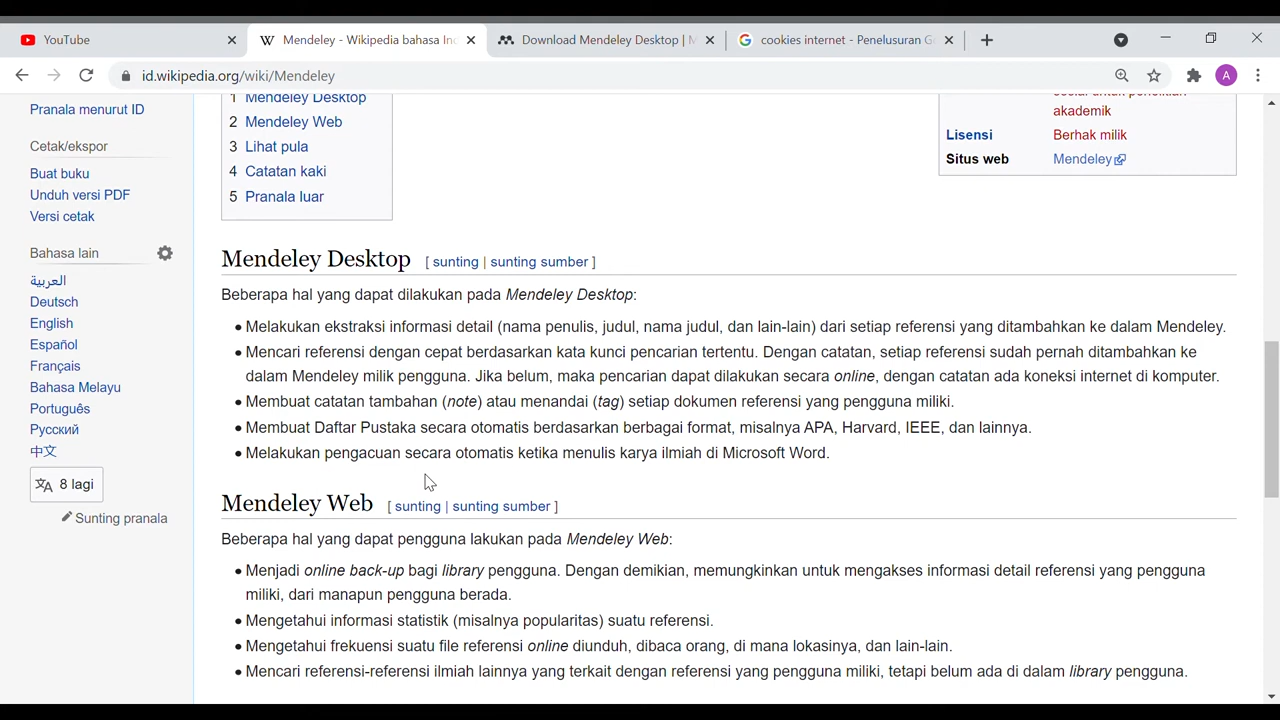 YouTube
Mendeley - Wikipedia bahasa Ind
Download Mendeley Desktop | M
cookies internet - Penelusuran G
id.wikipedia.org/wiki/Mendeley
A
Pranala menurut ID
Cetak/ekspor
Buat buku
Unduh versi PDF
Versi cetak
Bahasa lain
العربية
Deutsch
English
Español
Français
Bahasa Melayu
Português
Русский
中文
8 lagi
Sunting pranala
1 Mendeley Desktop
2 Mendeley Web
3 Lihat pula
4 Catatan kaki
5 Pranala luar
akademik
Lisensi Berhak milik
Situs web Mendeley
Mendeley Desktop [ sunting | sunting sumber ]
Beberapa hal yang dapat dilakukan pada Mendeley Desktop:
• Melakukan ekstraksi informasi detail (nama penulis, judul, nama judul, dan lain-lain) dari setiap referensi yang ditambahkan ke dalam Mendeley.
• Mencari referensi dengan cepat berdasarkan kata kunci pencarian tertentu. Dengan catatan, setiap referensi sudah pernah ditambahkan ke
dalam Mendeley milik pengguna. Jika belum, maka pencarian dapat dilakukan secara online, dengan catatan ada koneksi internet di komputer.
• Membuat catatan tambahan (note) atau menandai (tag) setiap dokumen referensi yang pengguna miliki.
• Membuat Daftar Pustaka secara otomatis berdasarkan berbagai format, misalnya APA, Harvard, IEEE, dan lainnya.
• Melakukan pengacuan secara otomatis ketika menulis karya ilmiah di Microsoft Word.
Mendeley Web [ sunting | sunting sumber ]
Beberapa hal yang dapat pengguna lakukan pada Mendeley Web:
• Menjadi online back-up bagi library pengguna. Dengan demikian, memungkinkan untuk mengakses informasi detail referensi yang pengguna
miliki, dari manapun pengguna berada.
• Mengetahui informasi statistik (misalnya popularitas) suatu referensi.
• Mengetahui frekuensi suatu file referensi online diunduh, dibaca orang, di mana lokasinya, dan lain-lain.
• Mencari referensi-referensi ilmiah lainnya yang terkait dengan referensi yang pengguna miliki, tetapi belum ada di dalam library pengguna.